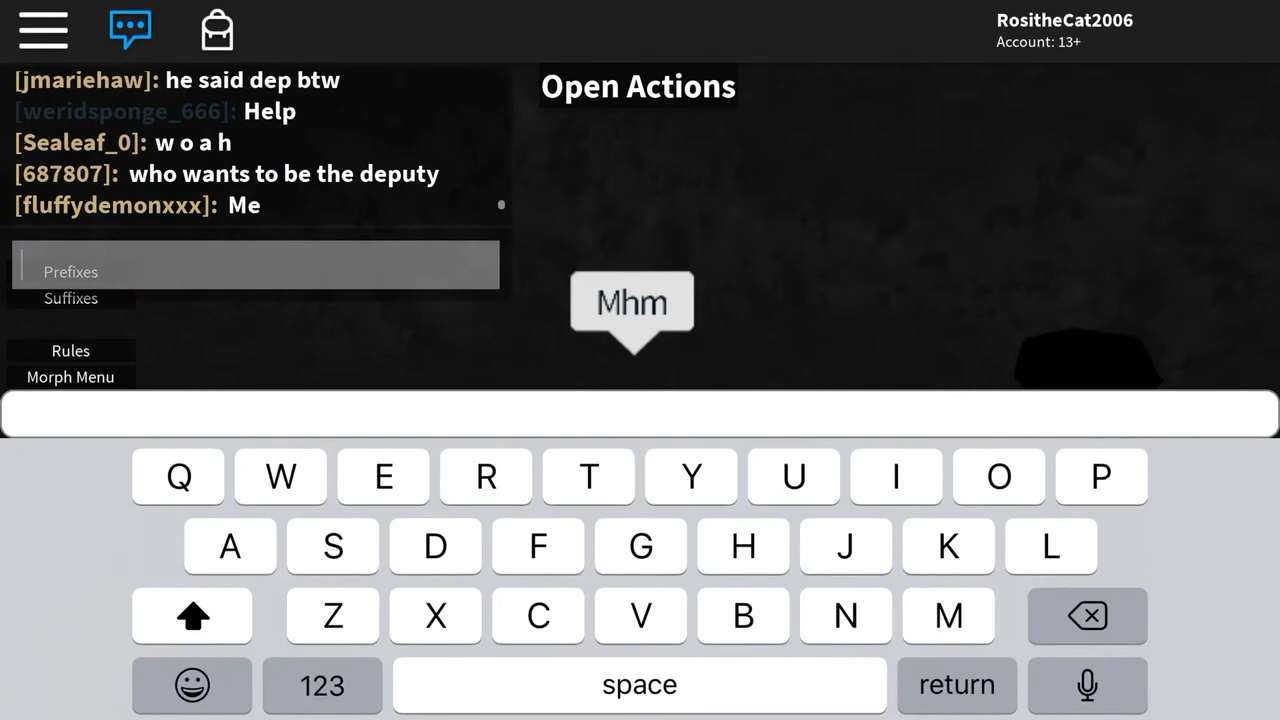 RositheCat2006
Account: 13+
[jmariehaw]: he said dep btw
[weridsponge_666]: Help
[Sealeaf_0]: w o a h
[687807]: who wants to be the deputy
[fluffydemonxxx]: Me
Open Actions
Prefixes
Suffixes
Mhm
Rules
Morph Menu
Q W E R T Y U I O P
A S D F G H J K L
Z X C V B N M
123 space return